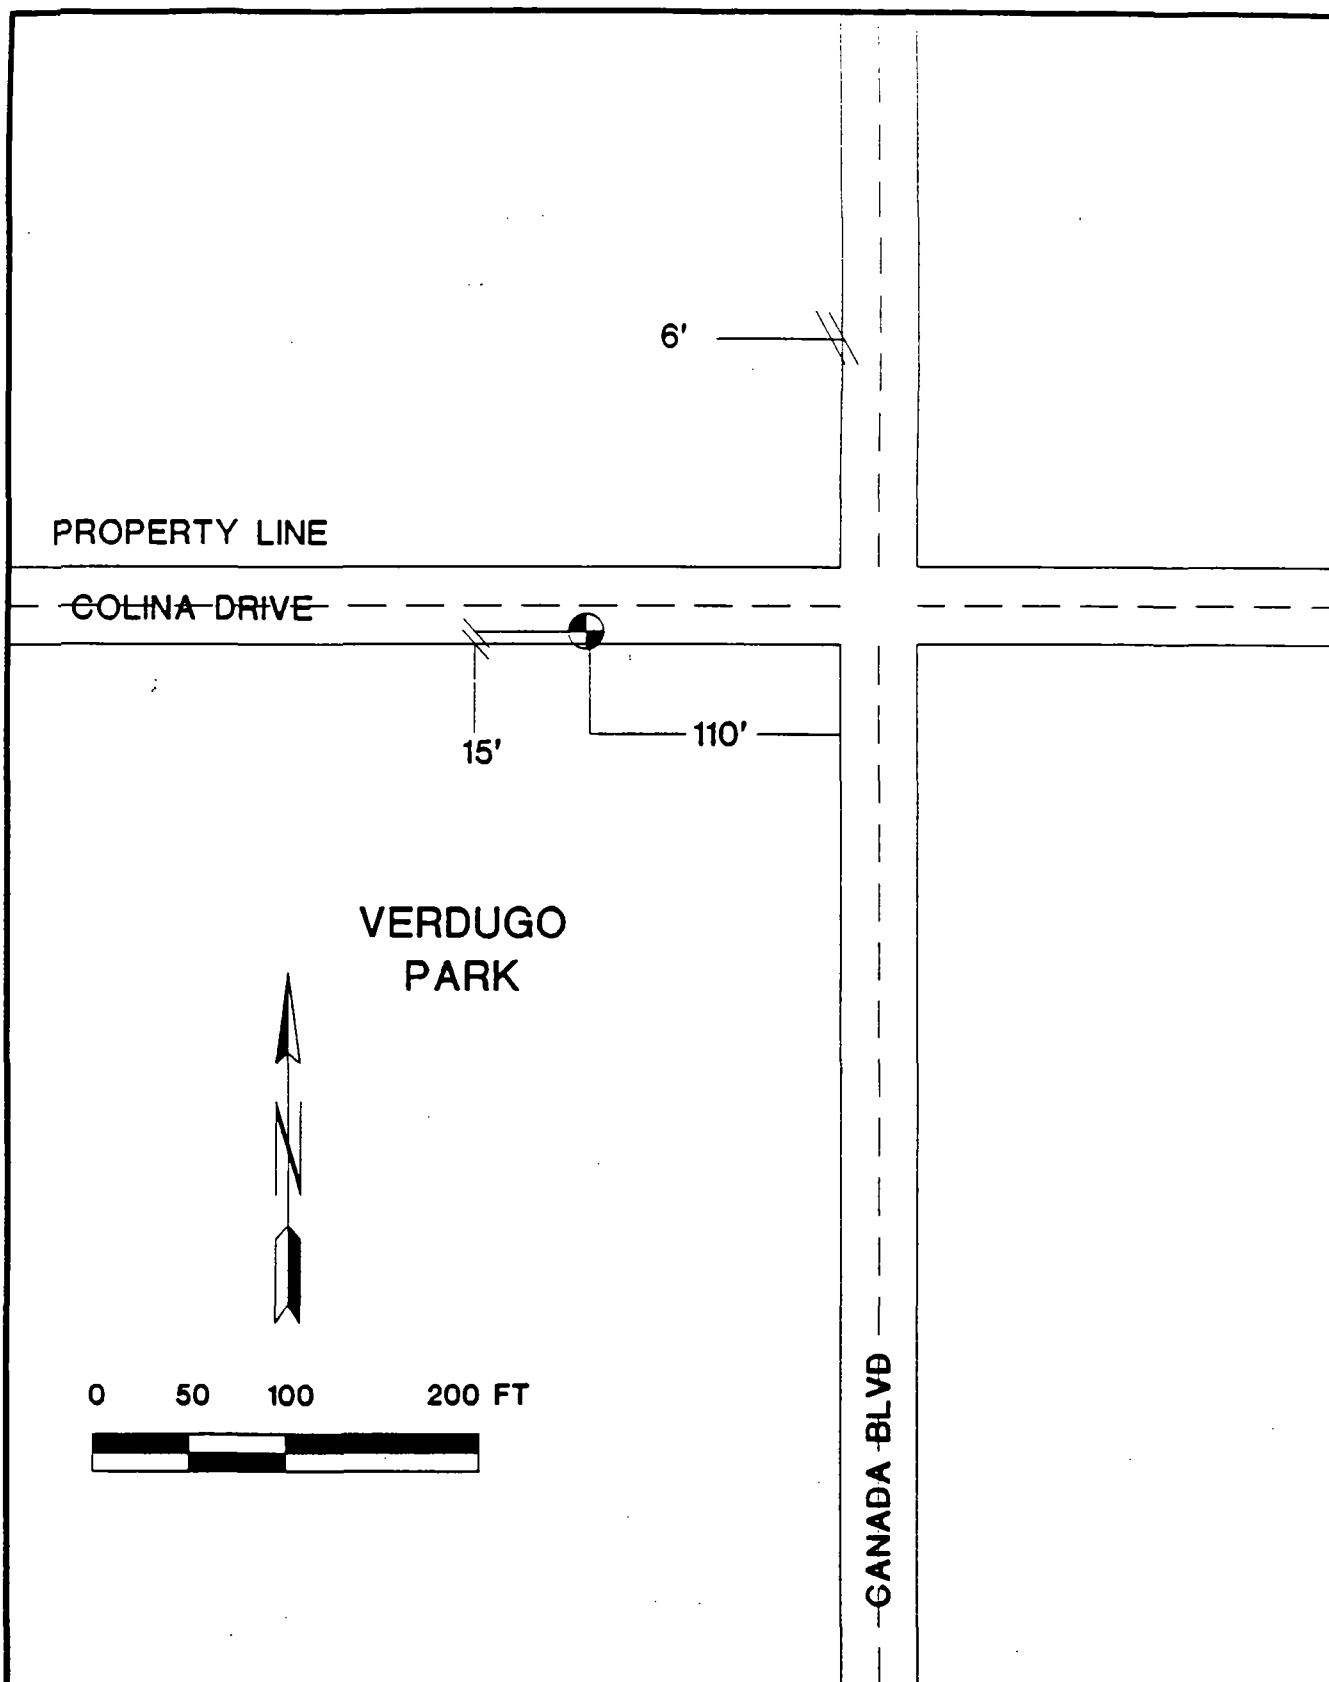 6'
PROPERTY LINE
COLINA DRIVE
110'
15'
VERDUGO
PARK
N
0 50 100 200 FT
CANADA BLVD